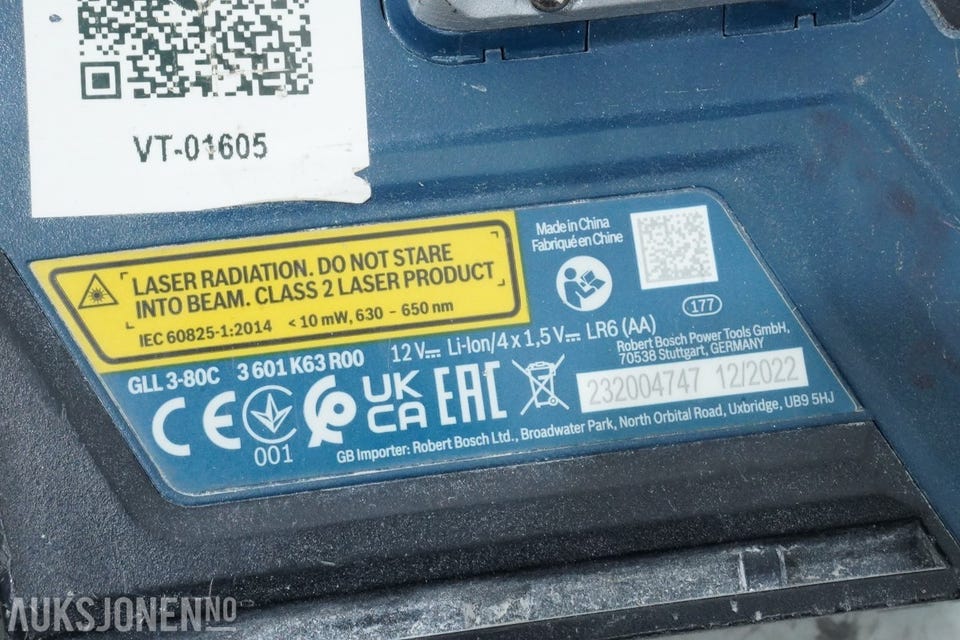 VT-01605
LASER RADIATION. DO NOT STARE
INTO BEAM. CLASS 2 LASER PRODUCT
IEC 60825-1:2014 < 10 mW, 630 – 650 nm
Made in China
Fabriqué en Chine
177
GLL 3-80C 3 601 K63 R00 12 V⎓ Li-Ion/4 x 1,5 V⎓ LR6 (AA)
Robert Bosch Power Tools GmbH,
70538 Stuttgart, GERMANY
232004747 12/2022
CE
001
UK
CA
EAC
GB Importer: Robert Bosch Ltd., Broadwater Park, North Orbital Road, Uxbridge, UB9 5HJ
AUKSJONEN.NO